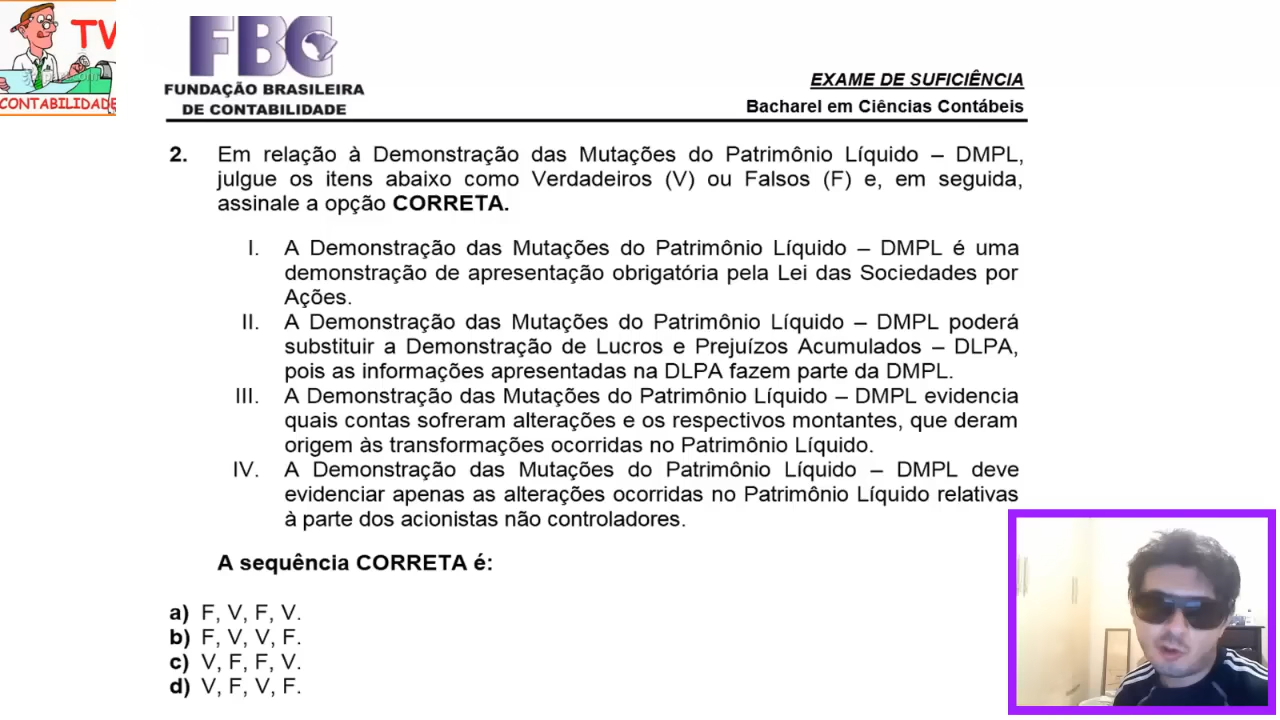 TV
CONTABILIDADE
FBC
FUNDAÇÃO BRASILEIRA
DE CONTABILIDADE
EXAME DE SUFICIÊNCIA
Bacharel em Ciências Contábeis
2. Em relação à Demonstração das Mutações do Patrimônio Líquido – DMPL,
julgue os itens abaixo como Verdadeiros (V) ou Falsos (F) e, em seguida,
assinale a opção CORRETA.
I. A Demonstração das Mutações do Patrimônio Líquido – DMPL é uma
demonstração de apresentação obrigatória pela Lei das Sociedades por
Ações.
II. A Demonstração das Mutações do Patrimônio Líquido – DMPL poderá
substituir a Demonstração de Lucros e Prejuízos Acumulados – DLPA,
pois as informações apresentadas na DLPA fazem parte da DMPL.
III. A Demonstração das Mutações do Patrimônio Líquido – DMPL evidencia
quais contas sofreram alterações e os respectivos montantes, que deram
origem às transformações ocorridas no Patrimônio Líquido.
IV. A Demonstração das Mutações do Patrimônio Líquido – DMPL deve
evidenciar apenas as alterações ocorridas no Patrimônio Líquido relativas
à parte dos acionistas não controladores.
A sequência CORRETA é:
a) F, V, F, V.
b) F, V, V, F.
c) V, F, F, V.
d) V, F, V, F.